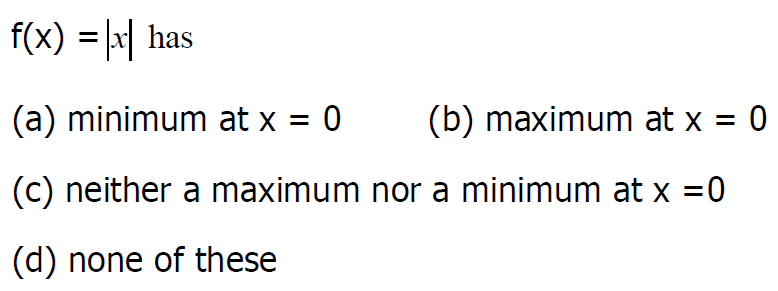 f(x) = |x| has
(a) minimum at x = 0 (b) maximum at x = 0
(c) neither a maximum nor a minimum at x =0
(d) none of these